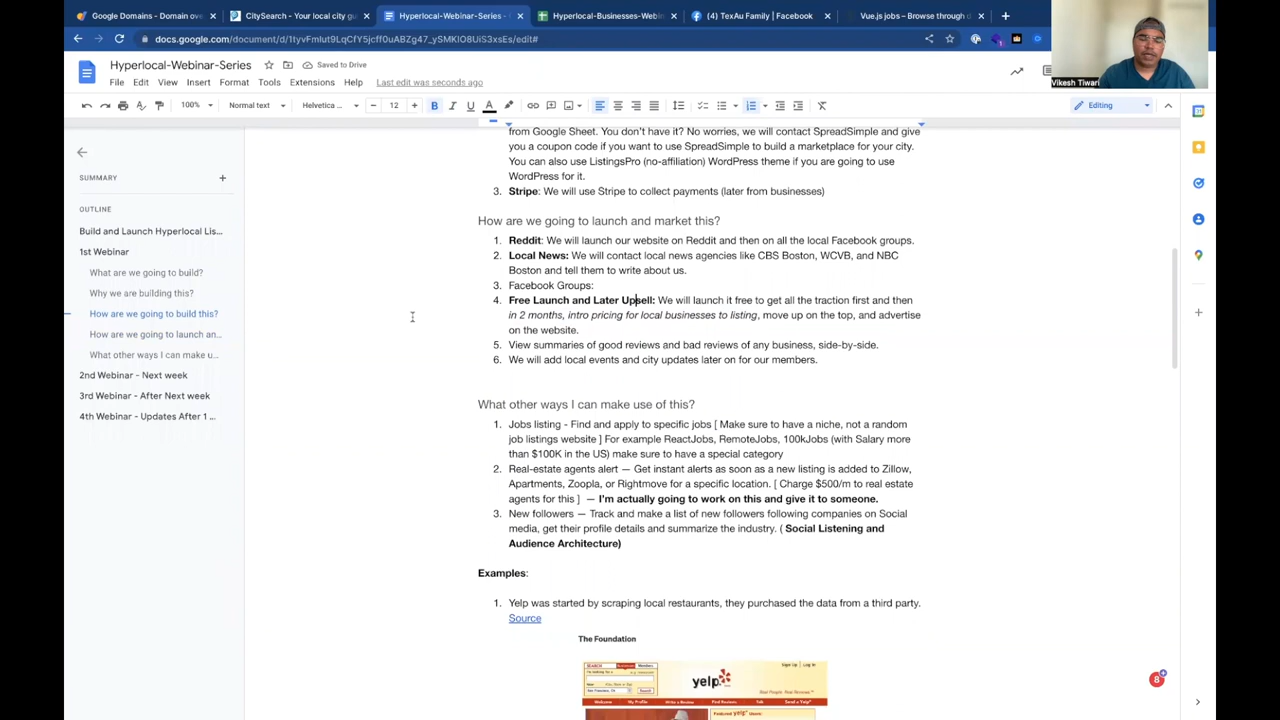 Google Domains - Domain ove
CitySearch - Your local city gu
Hyperlocal-Webinar-Series -
Hyperlocal-Businesses-Webin
(4) TexAu Family | Facebook
Vue.js jobs – Browse through d
docs.google.com/document/d/1tyvFmIut9LqCfY5jcff0uABZg47_ySMKIO8UiS3xsEs/edit#
Vikesh Tiwari
Hyperlocal-Webinar-Series
Saved to Drive
File Edit View Insert Format Tools Extensions Help Last edit was seconds ago
100% Normal text Helvetica ... 12 B I U A Editing
SUMMARY
OUTLINE
Build and Launch Hyperlocal Lis...
1st Webinar
What are we going to build?
Why we are building this?
How are we going to build this?
How are we going to launch an...
What other ways I can make u...
2nd Webinar - Next week
3rd Webinar - After Next week
4th Webinar - Updates After 1 ...
from Google Sheet. You don't have it? No worries, we will contact SpreadSimple and give
you a coupon code if you want to use SpreadSimple to build a marketplace for your city.
You can also use ListingsPro (no-affiliation) WordPress theme if you are going to use
WordPress for it.
3. Stripe: We will use Stripe to collect payments (later from businesses)
How are we going to launch and market this?
1. Reddit: We will launch our website on Reddit and then on all the local Facebook groups.
2. Local News: We will contact local news agencies like CBS Boston, WCVB, and NBC
Boston and tell them to write about us.
3. Facebook Groups:
4. Free Launch and Later Upsell: We will launch it free to get all the traction first and then
in 2 months, intro pricing for local businesses to listing, move up on the top, and advertise
on the website.
5. View summaries of good reviews and bad reviews of any business, side-by-side.
6. We will add local events and city updates later on for our members.
What other ways I can make use of this?
1. Jobs listing - Find and apply to specific jobs [ Make sure to have a niche, not a random
job listings website ] For example ReactJobs, RemoteJobs, 100kJobs (with Salary more
than $100K in the US) make sure to have a special category
2. Real-estate agents alert — Get instant alerts as soon as a new listing is added to Zillow,
Apartments, Zoopla, or Rightmove for a specific location. [ Charge $500/m to real estate
agents for this ] — I'm actually going to work on this and give it to someone.
3. New followers — Track and make a list of new followers following companies on Social
media, get their profile details and summarize the industry. ( Social Listening and
Audience Architecture)
Examples:
1. Yelp was started by scraping local restaurants, they purchased the data from a third party.
Source
The Foundation
yelp
Sign Up | Log In
Welcome
8